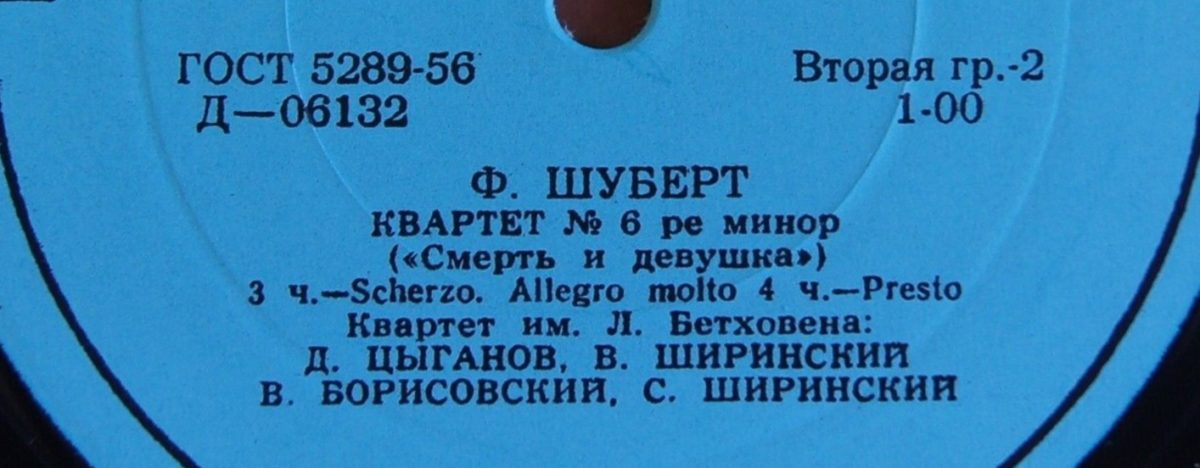 ГОСТ 5289-56
Д—06132
Вторая гр.-2
1-00
Ф. ШУБЕРТ
КВАРТЕТ № 6 ре минор
(«Смерть и девушка»)
3 ч.—Scherzo. Allegro molto 4 ч.—Presto
Квартет им. Л. Бетховена:
Д. ЦЫГАНОВ, В. ШИРИНСКИЙ
В. БОРИСОВСКИЙ, С. ШИРИНСКИЙ